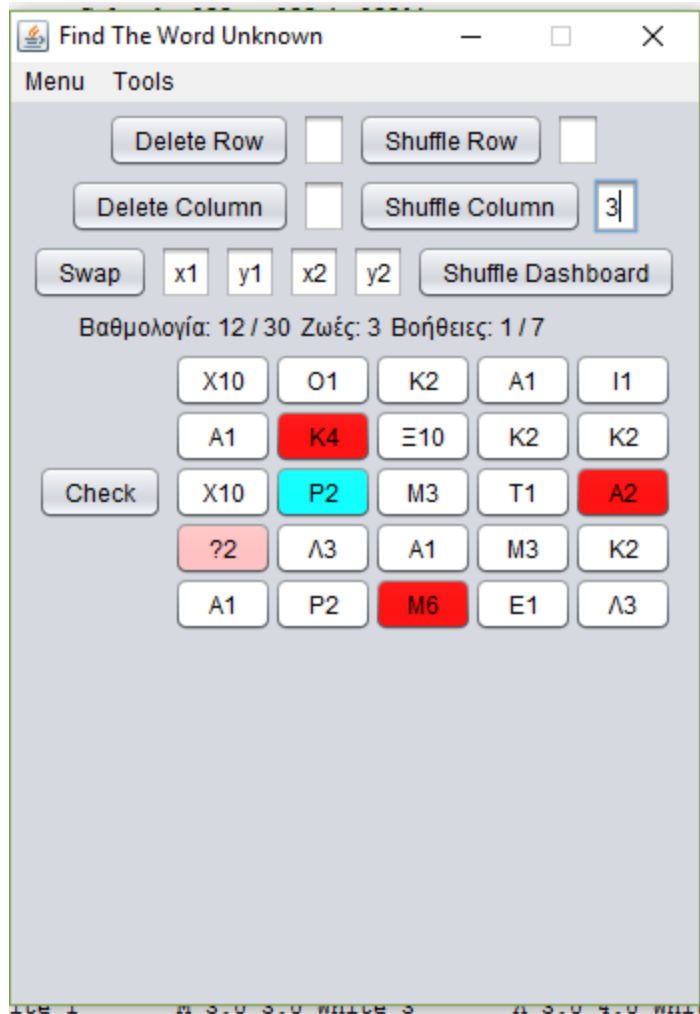 Find The Word Unknown
Menu Tools
Delete Row Shuffle Row
Delete Column Shuffle Column 3
Swap x1 y1 x2 y2 Shuffle Dashboard
Βαθμολογία: 12 / 30 Ζωές: 3 Βοήθειες: 1 / 7
Χ10 Ο1 Κ2 Α1 Ι1
Α1 Κ4 Ξ10 Κ2 Κ2
Check Χ10 Ρ2 Μ3 Τ1 Α2
?2 Λ3 Α1 Μ3 Κ2
Α1 Ρ2 Μ6 Ε1 Λ3